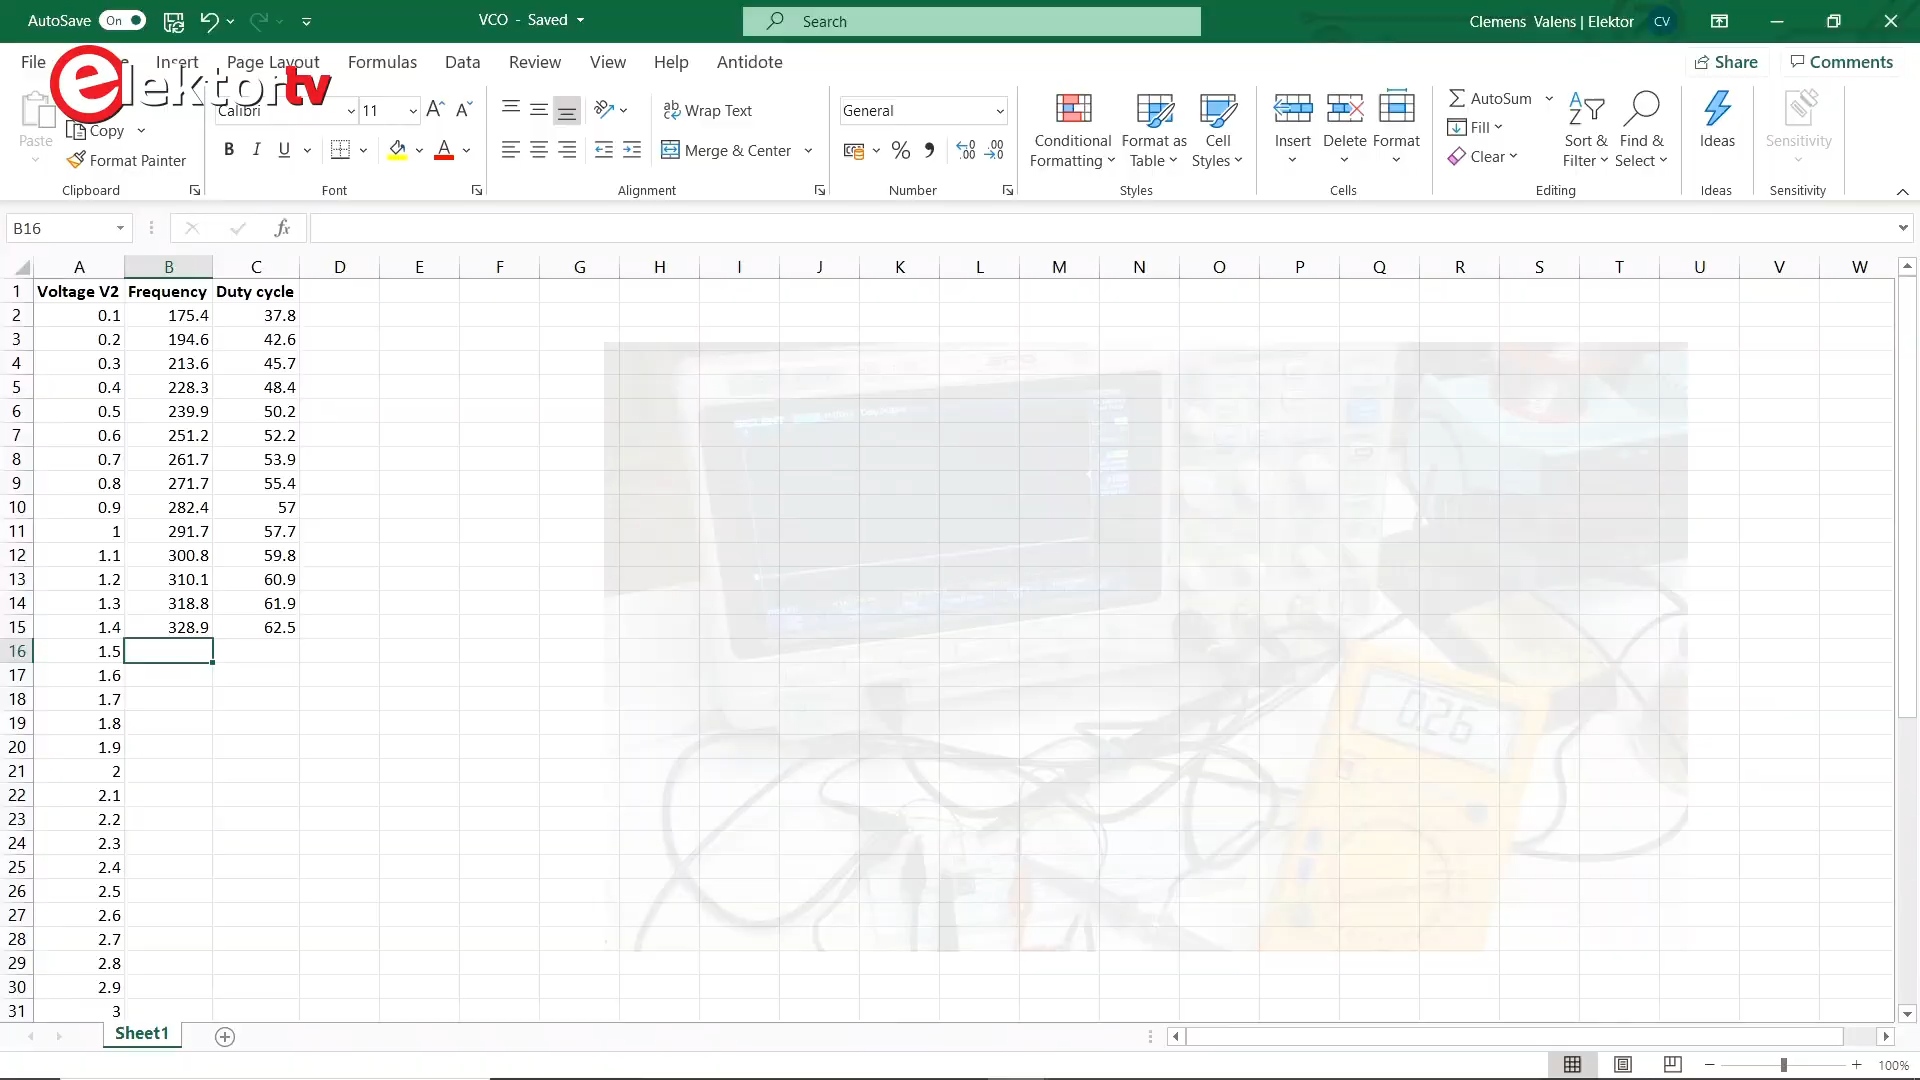 AutoSave On VCO - Saved Search Clemens Valens | Elektor CV
File Insert Page Layout Formulas Data Review View Help Antidote Share Comments
elektor tv
Paste Copy Format Painter Clipboard
Calibri 11 B I U A Font
ab Wrap Text Merge & Center Alignment
General % Number
Conditional Formatting Format as Table Cell Styles Styles
Insert Delete Format Cells
AutoSum Fill Clear Sort & Filter Find & Select Editing
Ideas Ideas
Sensitivity Sensitivity
B16 fx
A B C D E F G H I J K L M N O P Q R S T U V W
1 Voltage V2 Frequency Duty cycle
2 0.1 175.4 37.8
3 0.2 194.6 42.6
4 0.3 213.6 45.7
5 0.4 228.3 48.4
6 0.5 239.9 50.2
7 0.6 251.2 52.2
8 0.7 261.7 53.9
9 0.8 271.7 55.4
10 0.9 282.4 57
11 1 291.7 57.7
12 1.1 300.8 59.8
13 1.2 310.1 60.9
14 1.3 318.8 61.9
15 1.4 328.9 62.5
16 1.5
17 1.6
18 1.7
19 1.8
20 1.9
21 2
22 2.1
23 2.2
24 2.3
25 2.4
26 2.5
27 2.6
28 2.7
29 2.8
30 2.9
31 3
0.26
Sheet1
100%